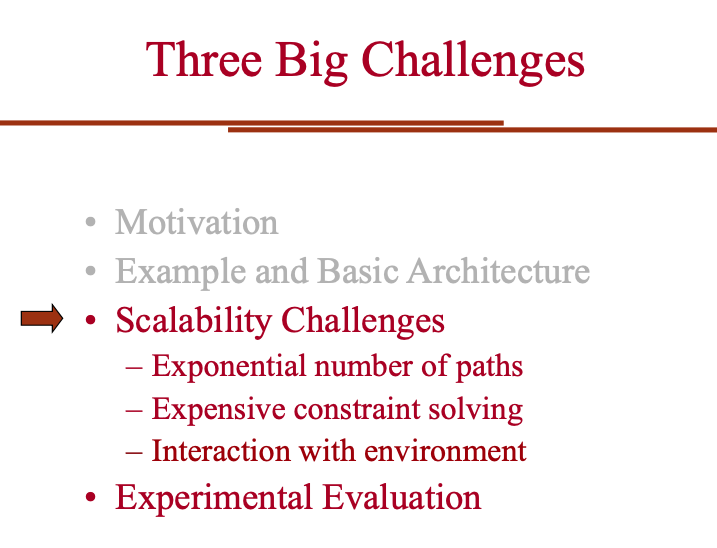 Three Big Challenges
• Motivation
• Example and Basic Architecture
• Scalability Challenges
– Exponential number of paths
– Expensive constraint solving
– Interaction with environment
• Experimental Evaluation